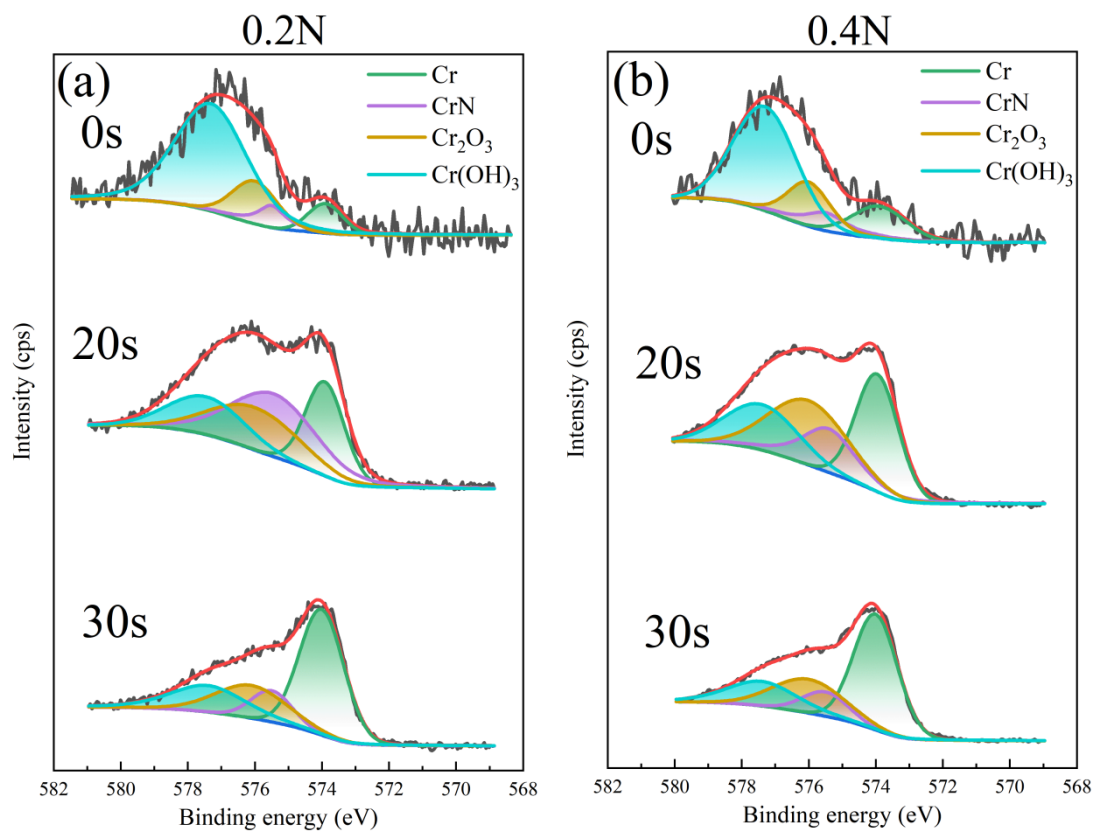 0.2N
(a)
Cr
CrN
Cr₂O₃
Cr(OH)₃
0s
20s
30s
Intensity (cps)
582 580 578 576 574 572 570 568
Binding energy (eV)
0.4N
(b)
Cr
CrN
Cr₂O₃
Cr(OH)₃
0s
20s
30s
Intensity (cps)
582 580 578 576 574 572 570 568
Binding energy (eV)